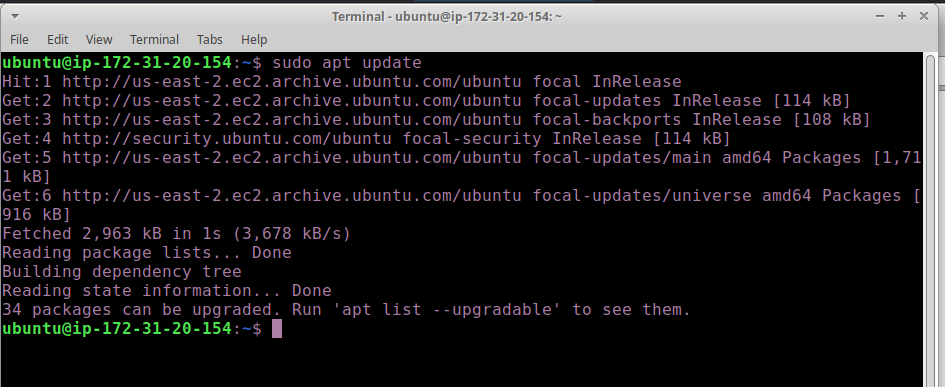 Terminal - ubuntu@ip-172-31-20-154: ~
File Edit View Terminal Tabs Help
ubuntu@ip-172-31-20-154:~$ sudo apt update
Hit:1 http://us-east-2.ec2.archive.ubuntu.com/ubuntu focal InRelease
Get:2 http://us-east-2.ec2.archive.ubuntu.com/ubuntu focal-updates InRelease [114 kB]
Get:3 http://us-east-2.ec2.archive.ubuntu.com/ubuntu focal-backports InRelease [108 kB]
Get:4 http://security.ubuntu.com/ubuntu focal-security InRelease [114 kB]
Get:5 http://us-east-2.ec2.archive.ubuntu.com/ubuntu focal-updates/main amd64 Packages [1,71
1 kB]
Get:6 http://us-east-2.ec2.archive.ubuntu.com/ubuntu focal-updates/universe amd64 Packages [
916 kB]
Fetched 2,963 kB in 1s (3,678 kB/s)
Reading package lists... Done
Building dependency tree
Reading state information... Done
34 packages can be upgraded. Run 'apt list --upgradable' to see them.
ubuntu@ip-172-31-20-154:~$